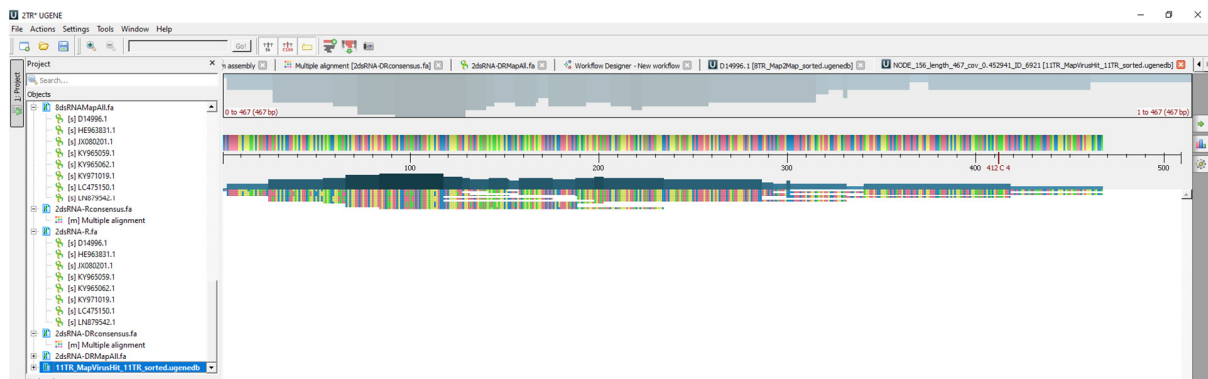 2TR* UGENE
File Actions Settings Tools Window Help
Go!
Project
1: Project
Search...
Objects
m assembly
Multiple alignment [2dsRNA-DRconsensus.fa]
2dsRNA-DRMapAll.fa
Workflow Designer - New workflow
D14996.1 [8TR_Map2Map_sorted.ugenedb]
NODE_156_length_467_cov_0.452941_ID_6921 [11TR_MapVirusHit_11TR_sorted.ugenedb]
8dsRNAMapAll.fa
[s] D14996.1
[s] HE963831.1
[s] JX080201.1
[s] KY965059.1
[s] KY965062.1
[s] KY971019.1
[s] LC475150.1
[s] LN879542.1
2dsRNA-Rconsensus.fa
[m] Multiple alignment
2dsRNA-R.fa
[s] D14996.1
[s] HE963831.1
[s] JX080201.1
[s] KY965059.1
[s] KY965062.1
[s] KY971019.1
[s] LC475150.1
[s] LN879542.1
2dsRNA-DRconsensus.fa
[m] Multiple alignment
2dsRNA-DRMapAll.fa
11TR_MapVirusHit_11TR_sorted.ugenedb
0 to 467 (467 bp)
1 to 467 (467 bp)
100 200 300 400 412 C 4 500